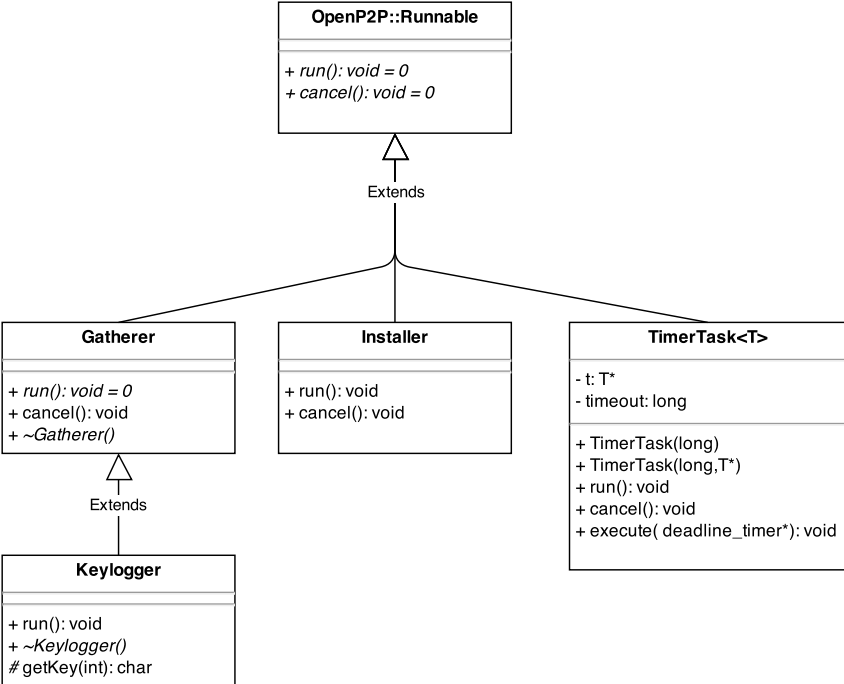 OpenP2P::Runnable
+ run(): void = 0
+ cancel(): void = 0
Extends
Gatherer
+ run(): void = 0
+ cancel(): void
+ ~Gatherer()
Installer
+ run(): void
+ cancel(): void
TimerTask<T>
- t: T*
- timeout: long
+ TimerTask(long)
+ TimerTask(long,T*)
+ run(): void
+ cancel(): void
+ execute( deadline_timer*): void
Extends
Keylogger
+ run(): void
+ ~Keylogger()
# getKey(int): char